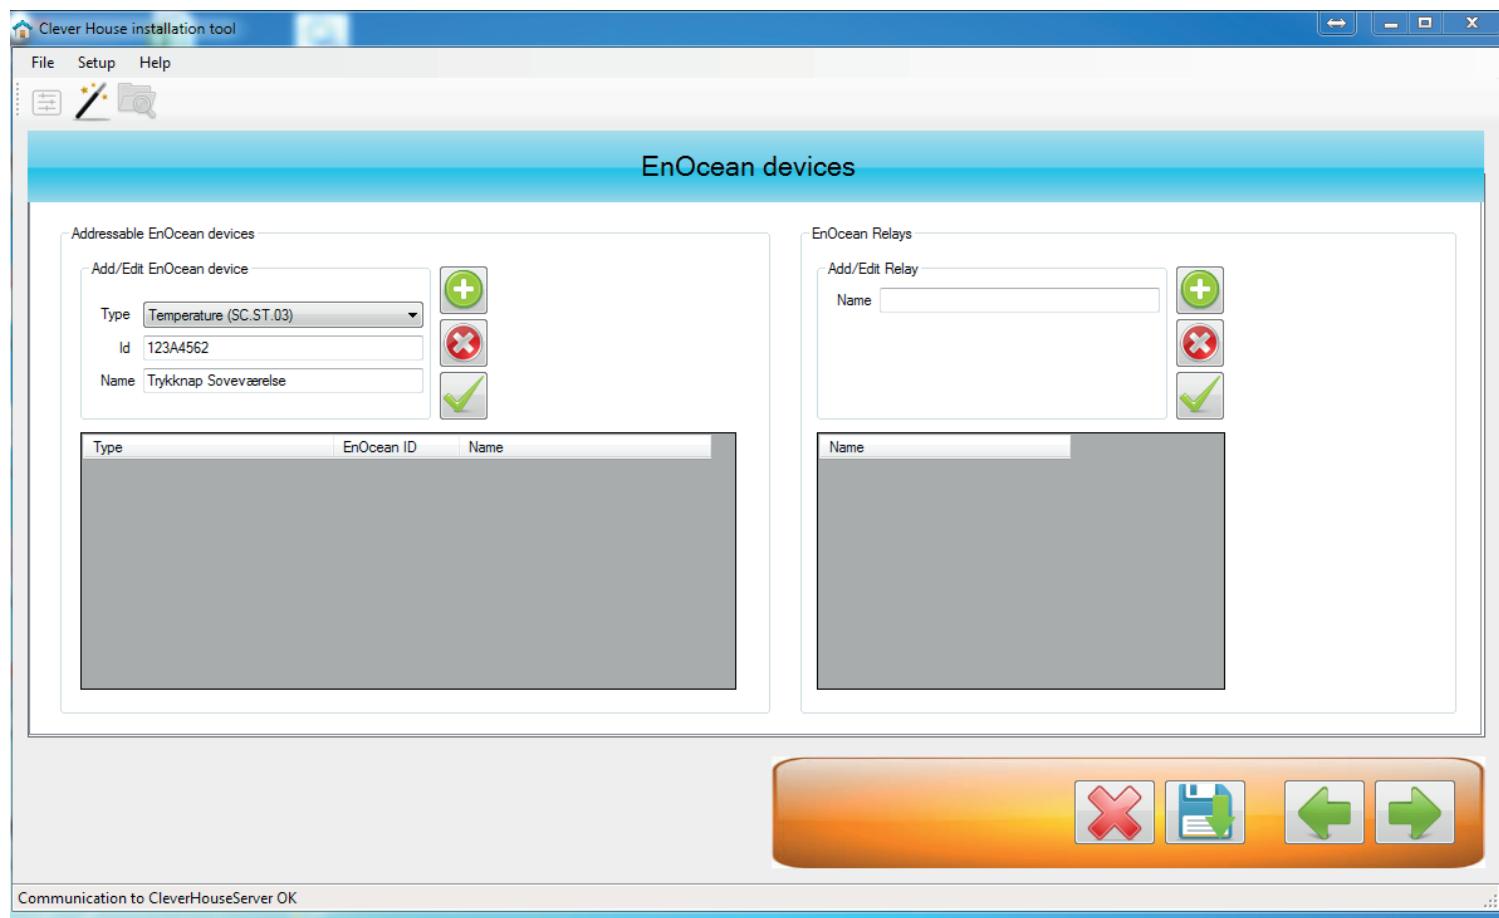 Clever House installation tool
File Setup Help
EnOcean devices
Addressable EnOcean devices
Add/Edit EnOcean device
Type Temperature (SC.ST.03)
Id 123A4562
Name Trykknap Soveværelse
Type EnOcean ID Name
EnOcean Relays
Add/Edit Relay
Name
Name
Communication to CleverHouseServer OK